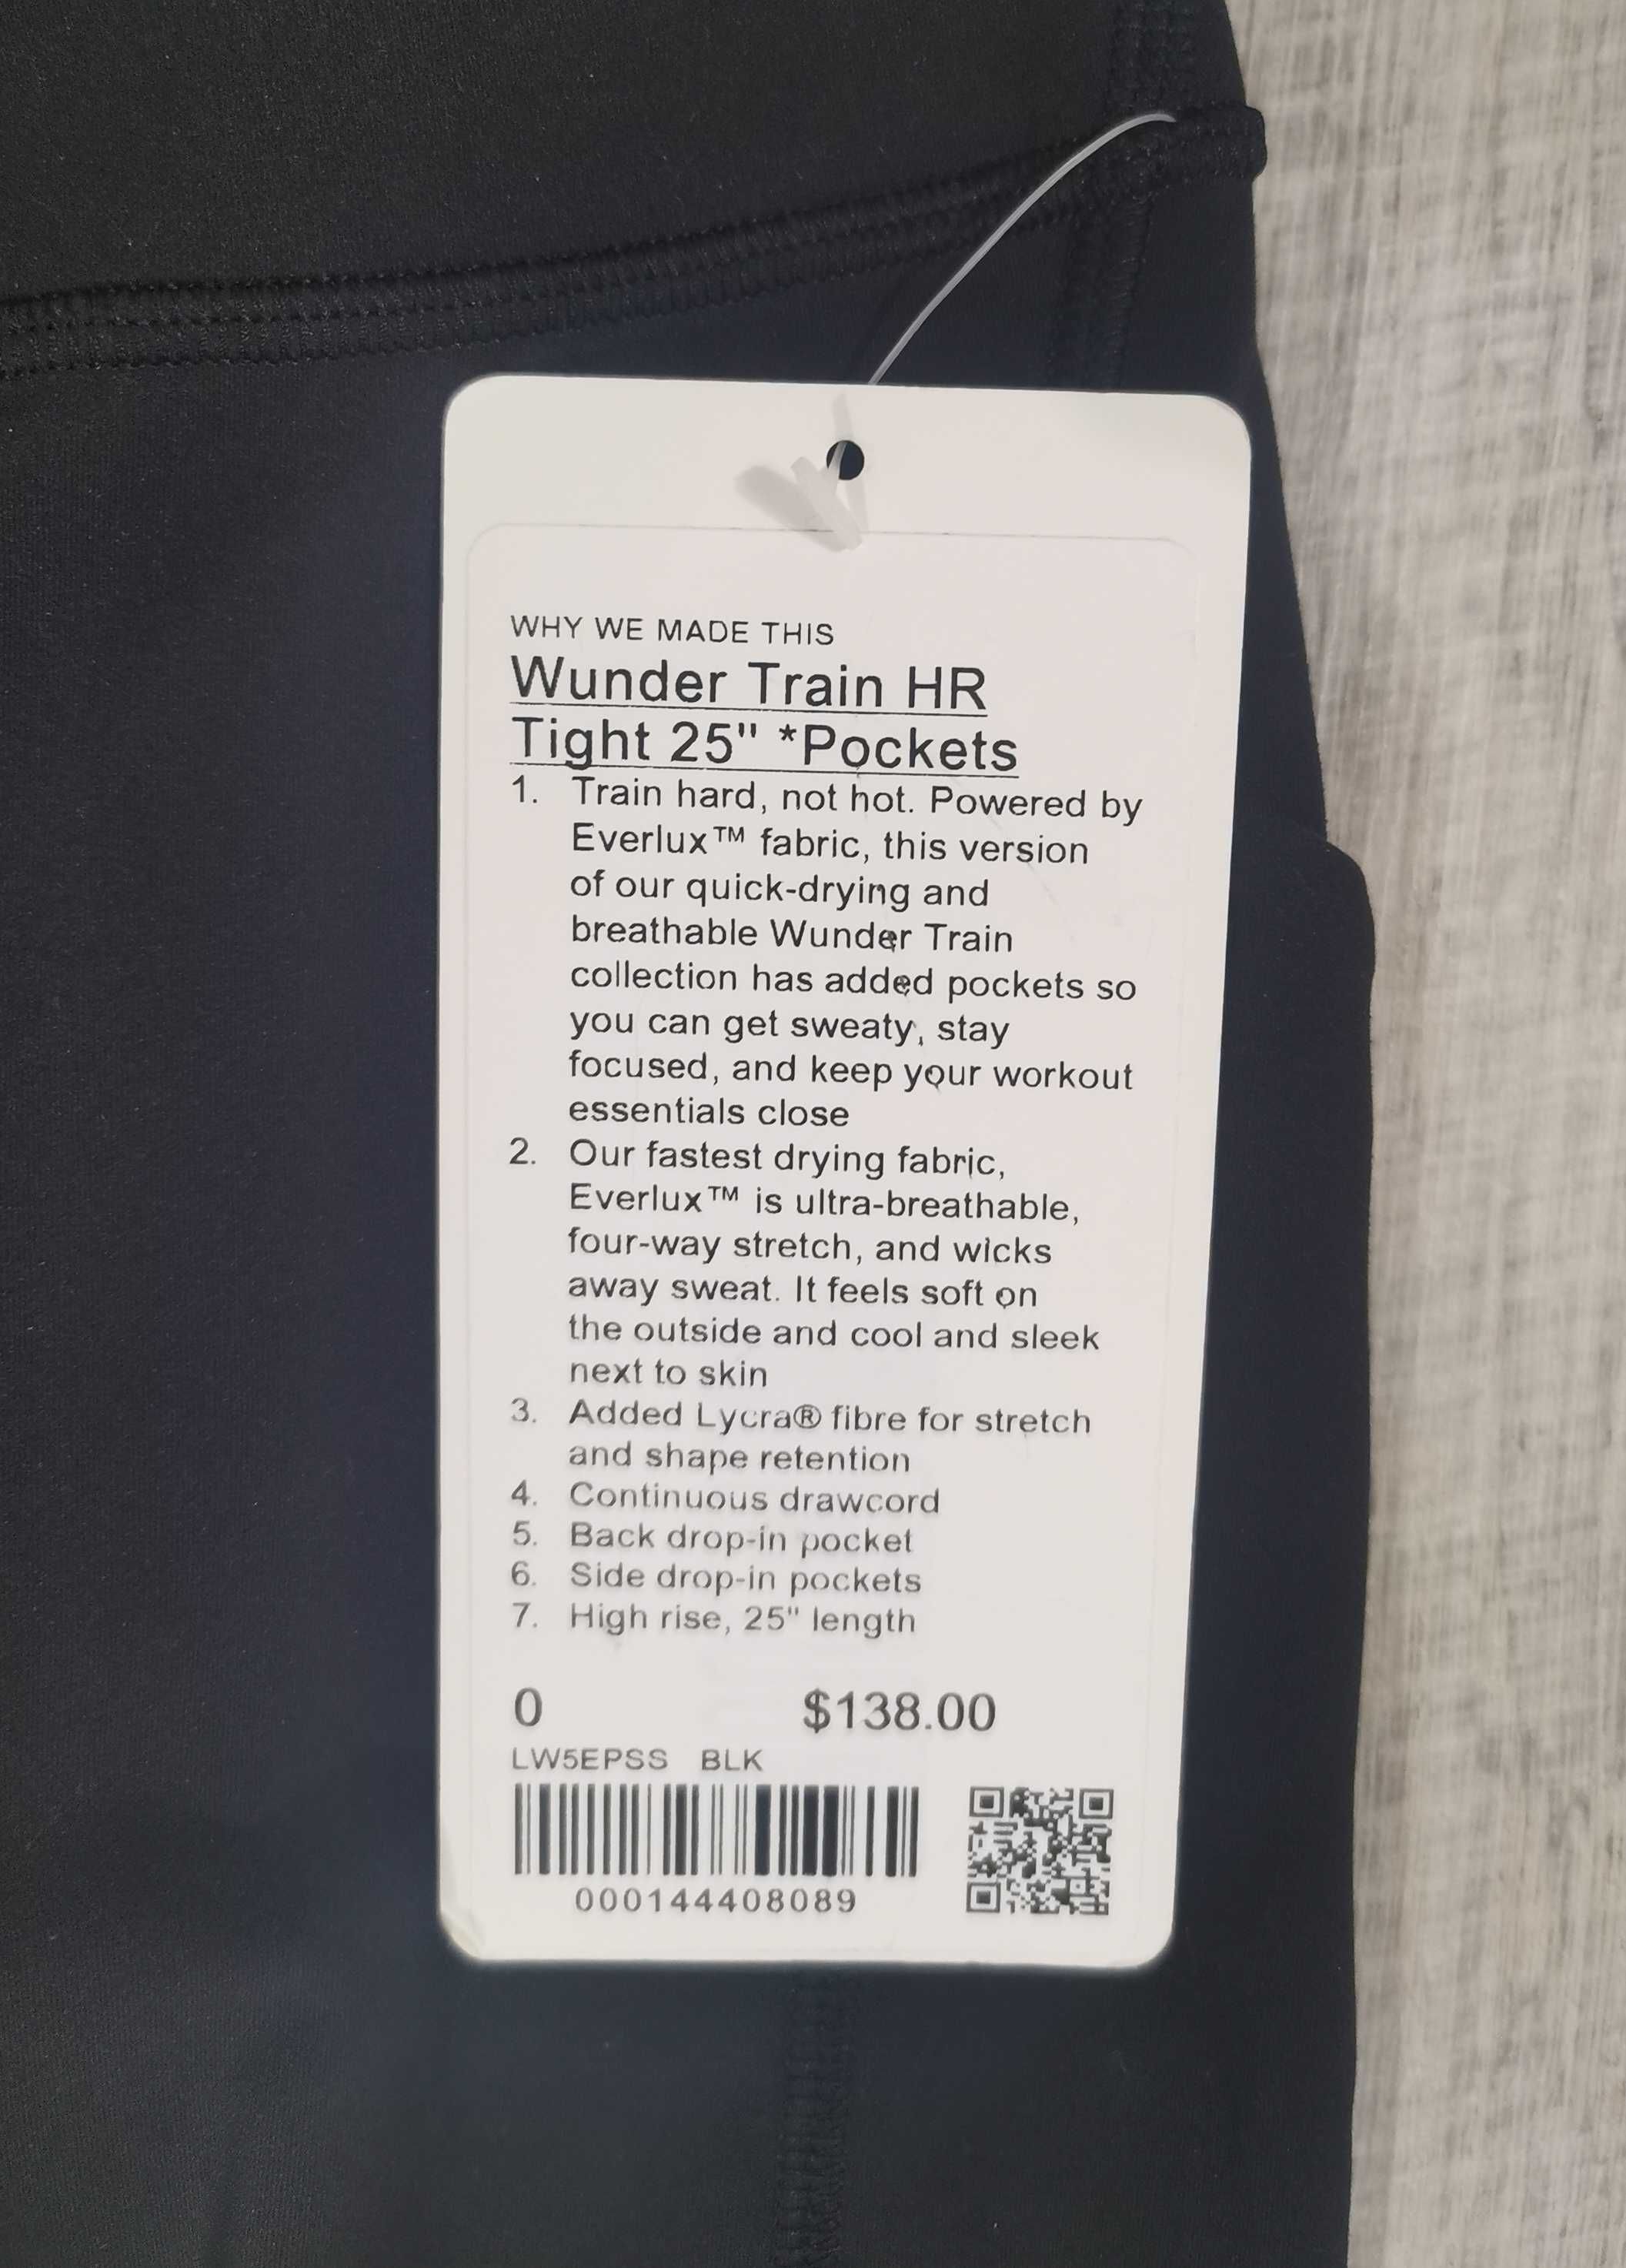 WHY WE MADE THIS
Wunder Train HR
Tight 25" *Pockets
1. Train hard, not hot. Powered by
Everlux™ fabric, this version
of our quick-drying and
breathable Wunder Train
collection has added pockets so
you can get sweaty, stay
focused, and keep your workout
essentials close
2. Our fastest drying fabric,
Everlux™ is ultra-breathable,
four-way stretch, and wicks
away sweat. It feels soft on
the outside and cool and sleek
next to skin
3. Added Lycra® fibre for stretch
and shape retention
4. Continuous drawcord
5. Back drop-in pocket
6. Side drop-in pockets
7. High rise, 25" length
0 $138.00
LW5EPSS BLK
000144408089